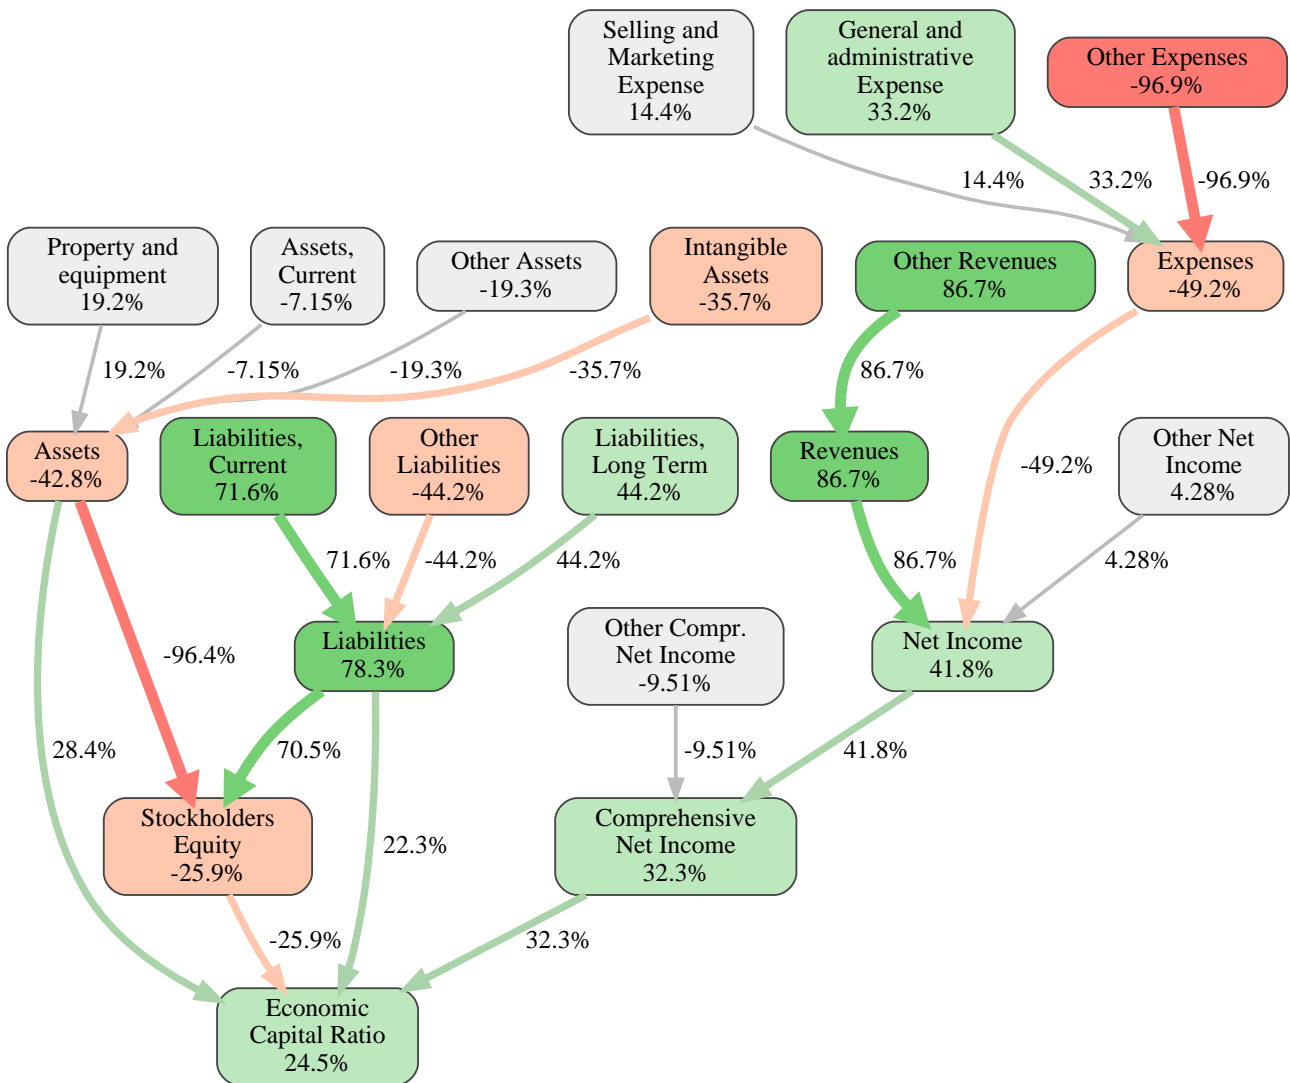 Selling and
Marketing
Expense
14.4%
General and
administrative
Expense
33.2%
Other Expenses
-96.9%
14.4%
33.2%
-96.9%
Property and
equipment
19.2%
Assets,
Current
-7.15%
Other Assets
-19.3%
Intangible
Assets
-35.7%
Other Revenues
86.7%
Expenses
-49.2%
19.2%
-7.15%
-19.3%
-35.7%
86.7%
Assets
-42.8%
Liabilities,
Current
71.6%
Other
Liabilities
-44.2%
Liabilities,
Long Term
44.2%
Revenues
86.7%
-49.2%
Other Net
Income
4.28%
71.6%
-44.2%
44.2%
86.7%
4.28%
-96.4%
Liabilities
78.3%
Other Compr.
Net Income
-9.51%
Net Income
41.8%
28.4%
70.5%
-9.51%
41.8%
Stockholders
Equity
-25.9%
22.3%
Comprehensive
Net Income
32.3%
-25.9%
32.3%
Economic
Capital Ratio
24.5%